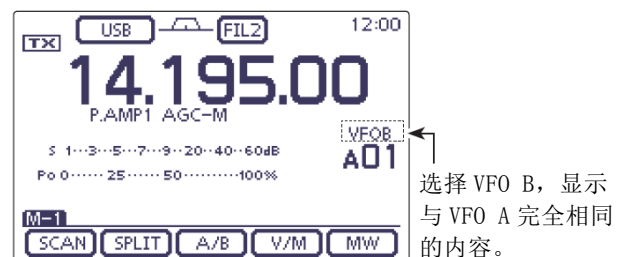 USB FIL2 12:00
TX
14.195.00
P.AMP1 AGC-M
VFOB
S 1···3···5···7···9··20··40··60dB
A01
Po 0······ 25······ 50··········100%
选择 VFO B，显示
与 VFO A 完全相同
的内容。
M-1
SCAN SPLIT A/B V/M MW